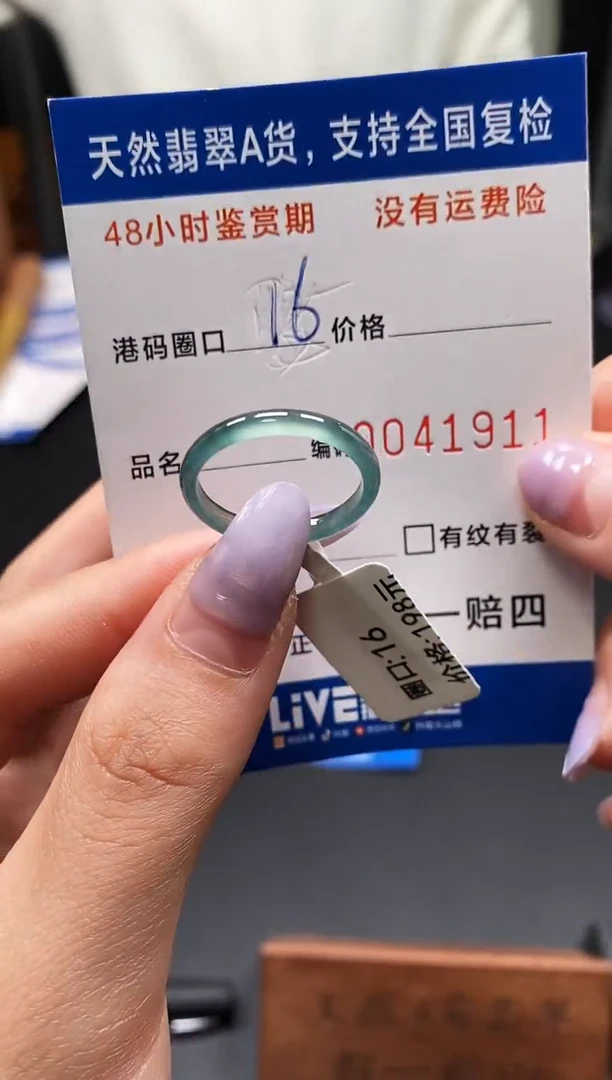 天然翡翠A货，支持全国复检
48小时鉴赏期 没有运费险
港码圈口 16 价格
品名 编 0041911
□有纹有裂
一赔四
正
圈口:16
价格:198元
LiVE